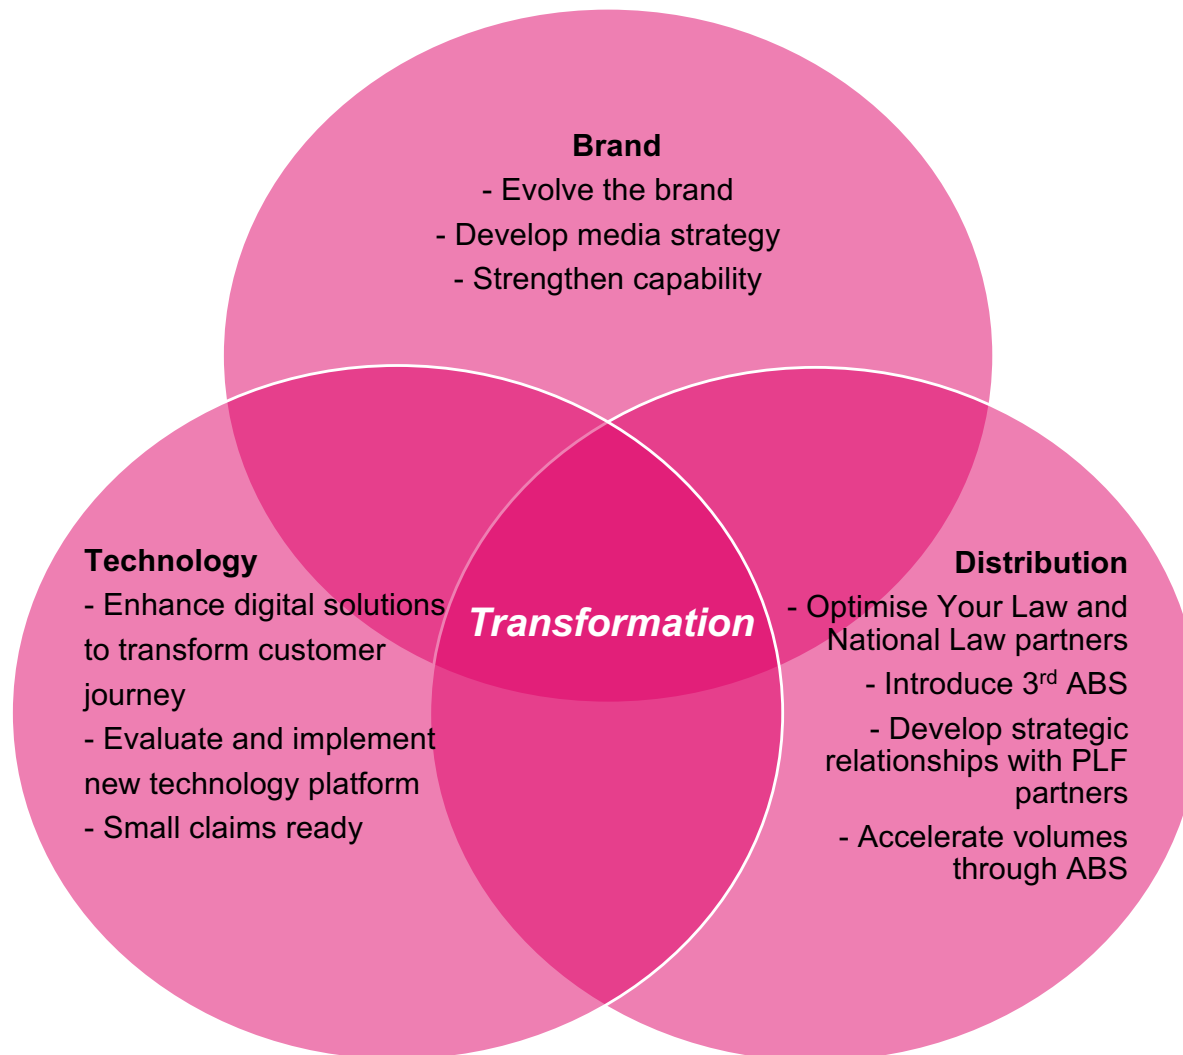 Brand
- Evolve the brand
- Develop media strategy
- Strengthen capability
Technology
- Enhance digital solutions
to transform customer
journey
- Evaluate and implement
new technology platform
- Small claims ready
Transformation
Distribution
- Optimise Your Law and
National Law partners
- Introduce 3rd ABS
- Develop strategic
relationships with PLF
partners
- Accelerate volumes
through ABS